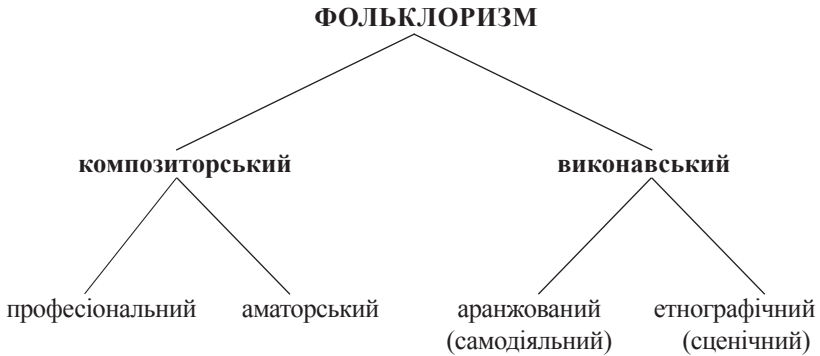 ФОЛЬКЛОРИЗМ
композиторський виконавський
професіональний аматорський аранжований етнографічний
(самодіяльний) (сценічний)